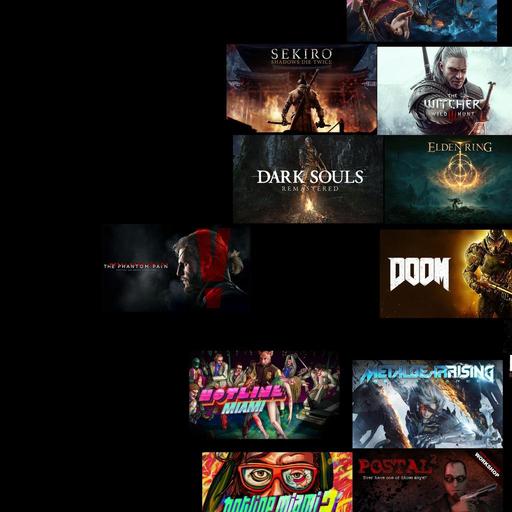 SEKIRO
SHADOWS DIE TWICE
THE
WITCHER
WILD HUNT
DARK SOULS
REMASTERED
ELDEN RING
THE PHANTOM PAIN
DOOM
HOTLINE
MIAMI
METAL GEAR RISING
hotline miami 2
POSTAL 2
Ever have one of those days?
WORKSHOP